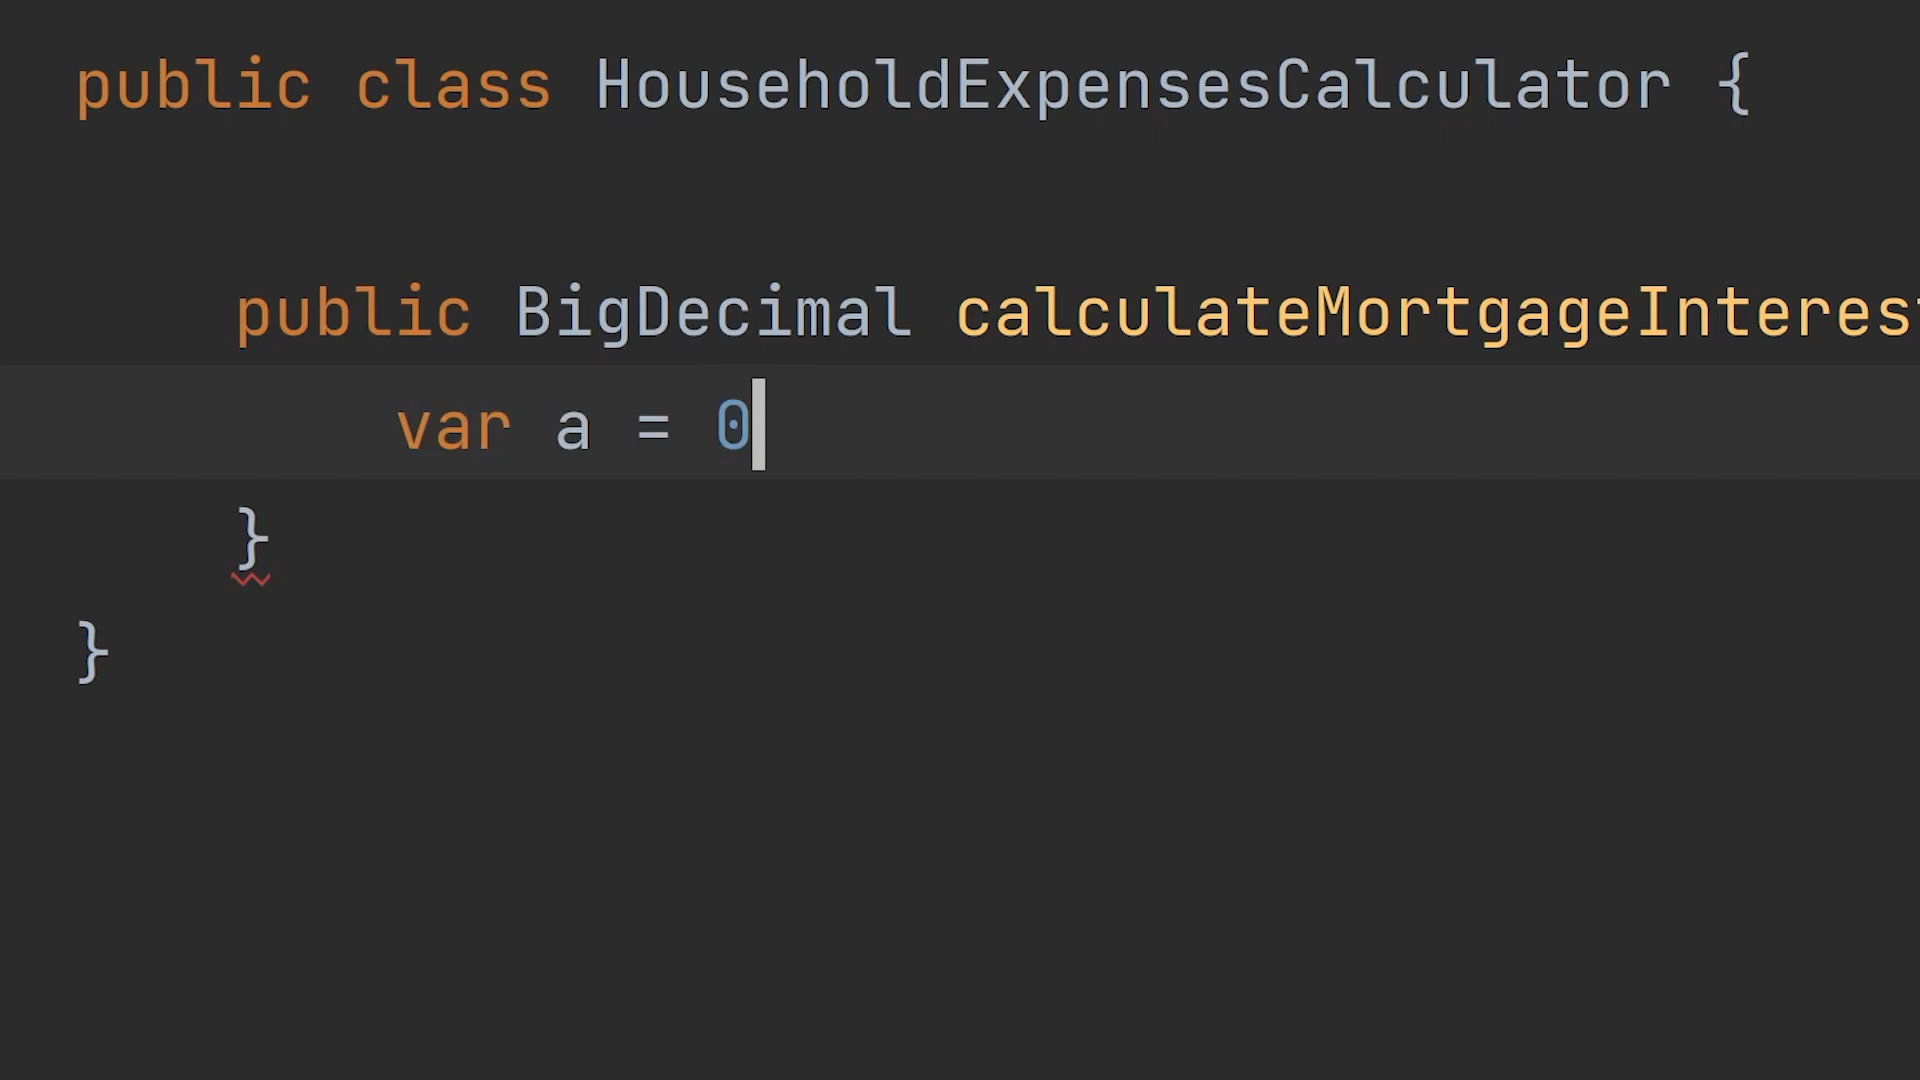 public class HouseholdExpensesCalculator {
public BigDecimal calculateMortgageInteres
var a = 0
}
}